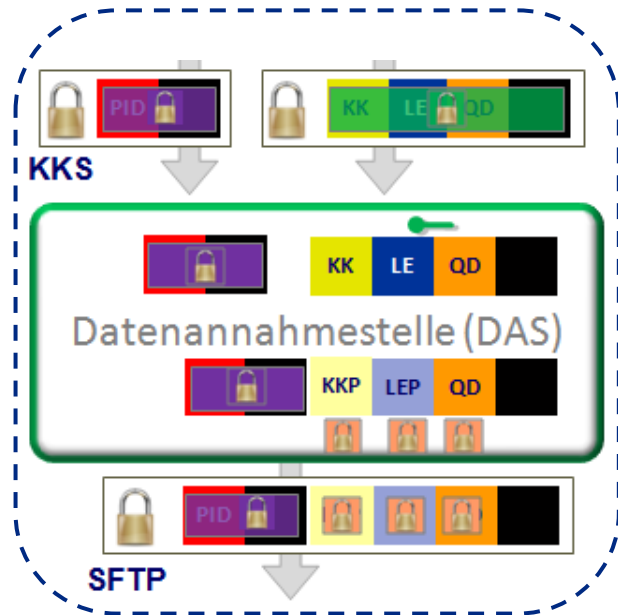 PID KK LE QD
KKS
KK LE QD
Datenannahmestelle (DAS)
KKP LEP QD
PID
SFTP